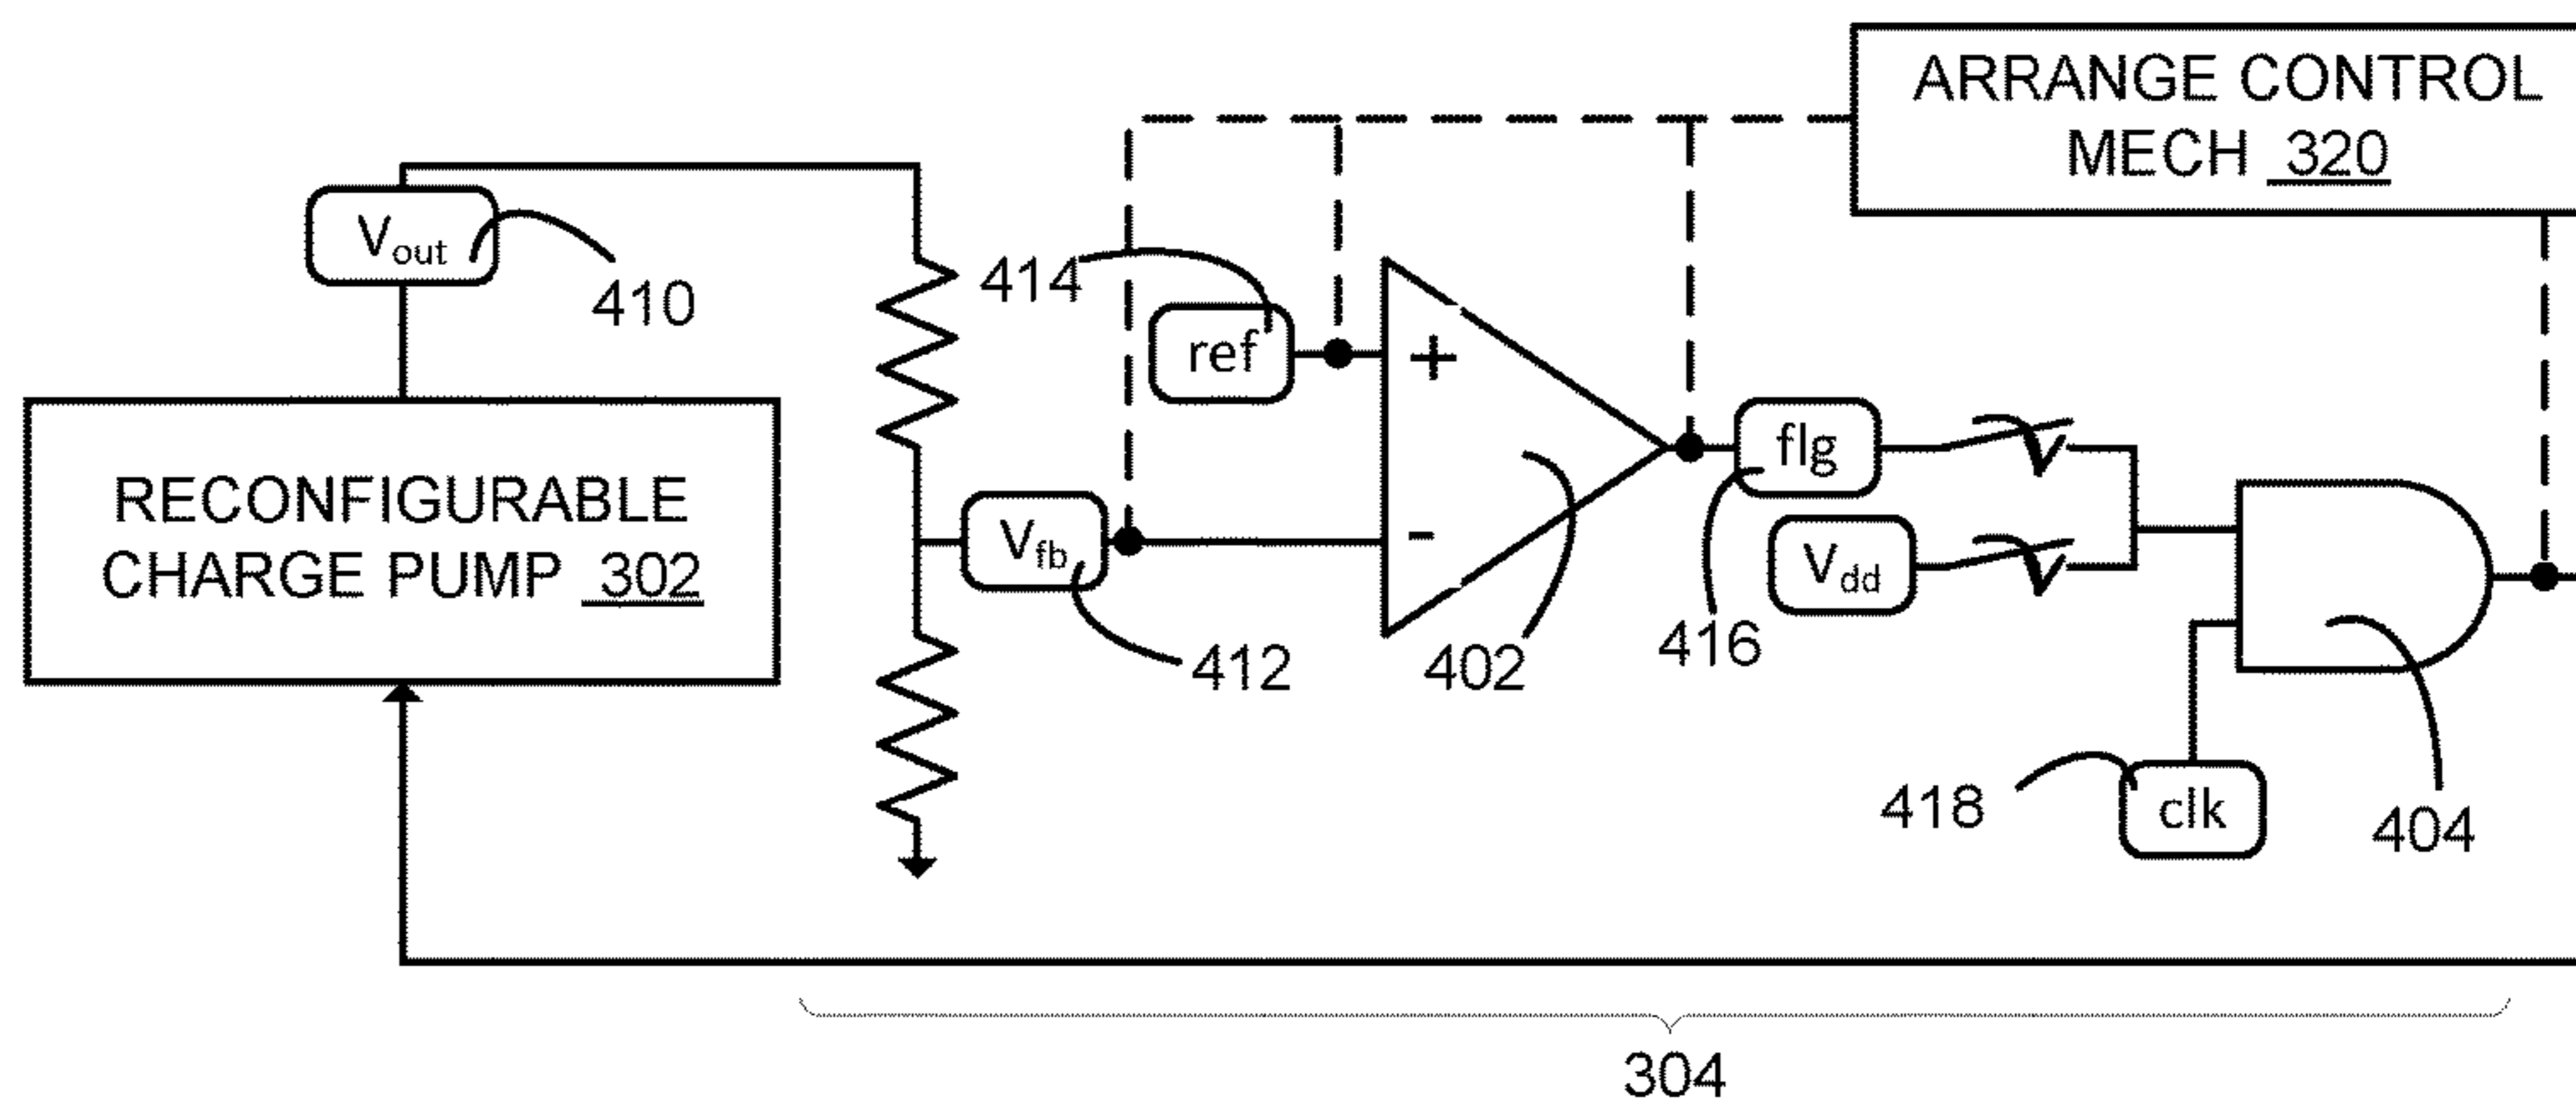 ARRANGE CONTROL
MECH 320
Vout
410
414
ref
+
flg
RECONFIGURABLE
CHARGE PUMP 302
Vfb
-
Vdd
412
402
416
418
clk
404
304